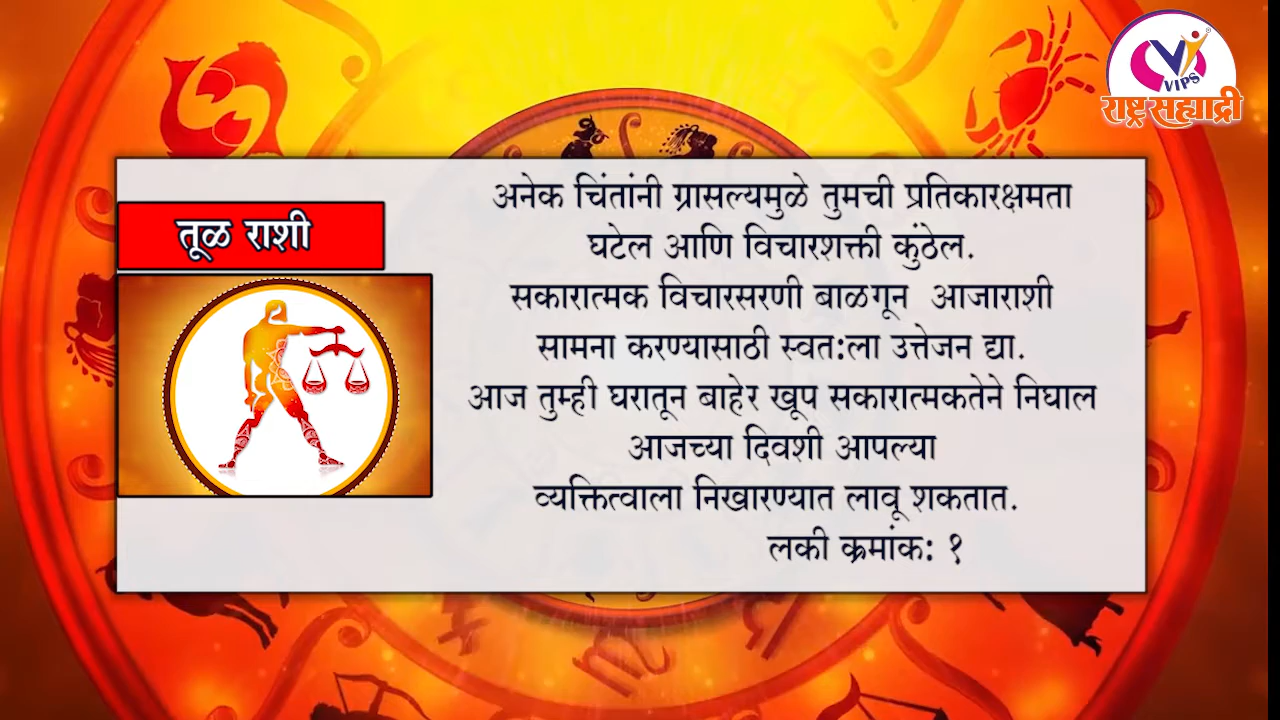 VIPS
राष्ट्र सह्याद्री
तूळ राशी
अनेक चिंतांनी ग्रासल्यमुळे तुमची प्रतिकारक्षमता
घटेल आणि विचारशक्ती कुंठेल.
सकारात्मक विचारसरणी बाळगून आजाराशी
सामना करण्यासाठी स्वत:ला उत्तेजन द्या.
आज तुम्ही घरातून बाहेर खूप सकारात्मकतेने निघाल
आजच्या दिवशी आपल्या
व्यक्तित्वाला निखारण्यात लावू शकतात.
लकी क्रमांक: १